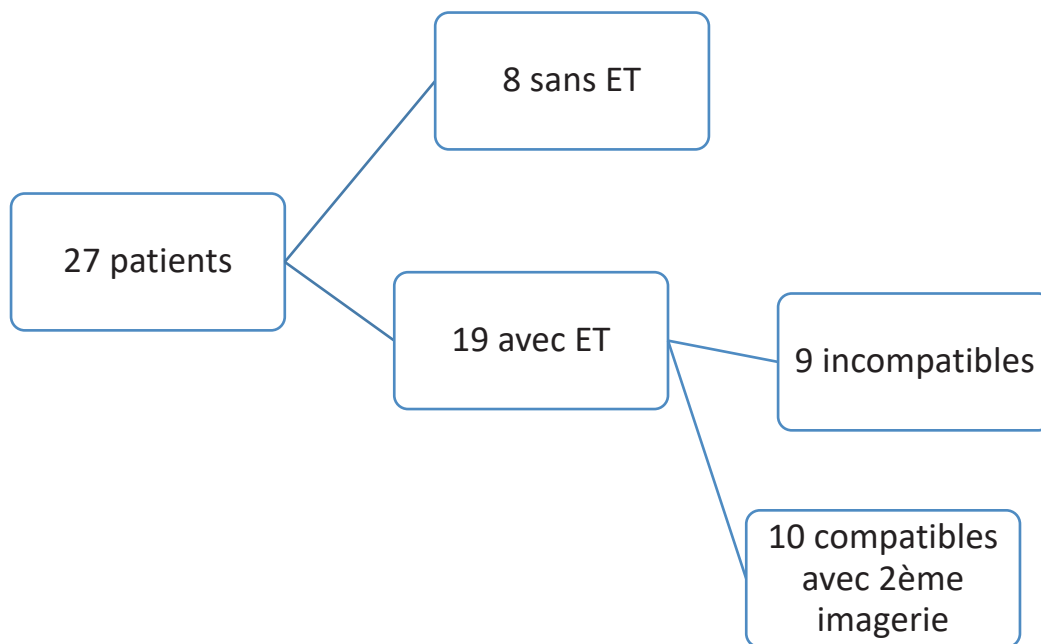 8 sans ET
27 patients
19 avec ET
9 incompatibles
10 compatibles
avec 2ème
imagerie